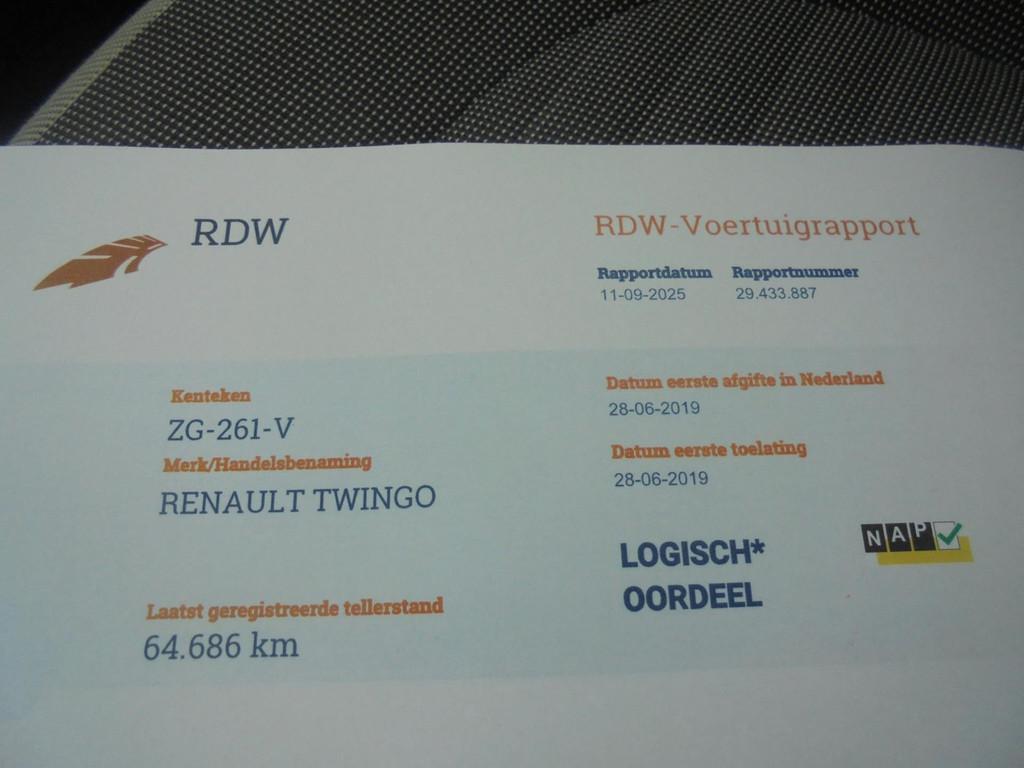 RDW
RDW-Voertuigrapport
Rapportdatum Rapportnummer
11-09-2025 29.433.887
Kenteken
ZG-261-V
Merk/Handelsbenaming
RENAULT TWINGO
Laatst geregistreerde tellerstand
64.686 km
Datum eerste afgifte in Nederland
28-06-2019
Datum eerste toelating
28-06-2019
LOGISCH*
OORDEEL
NAP